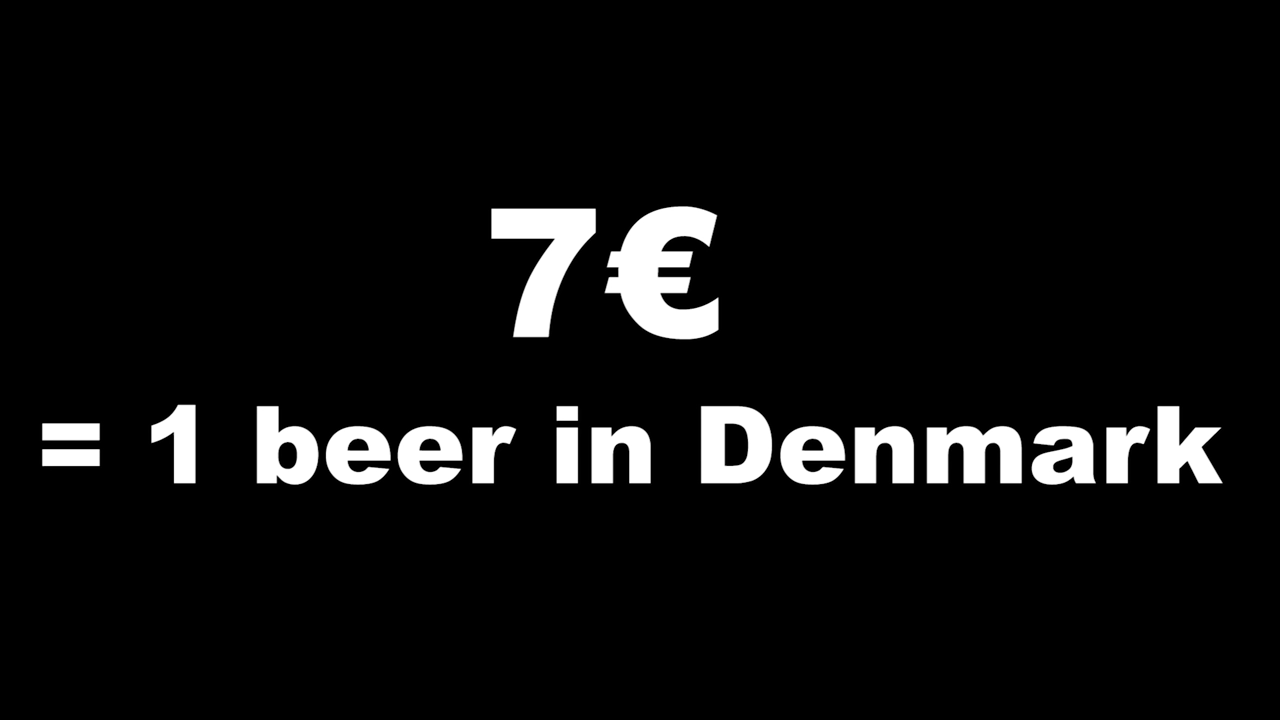 7€
= 1 beer in Denmark